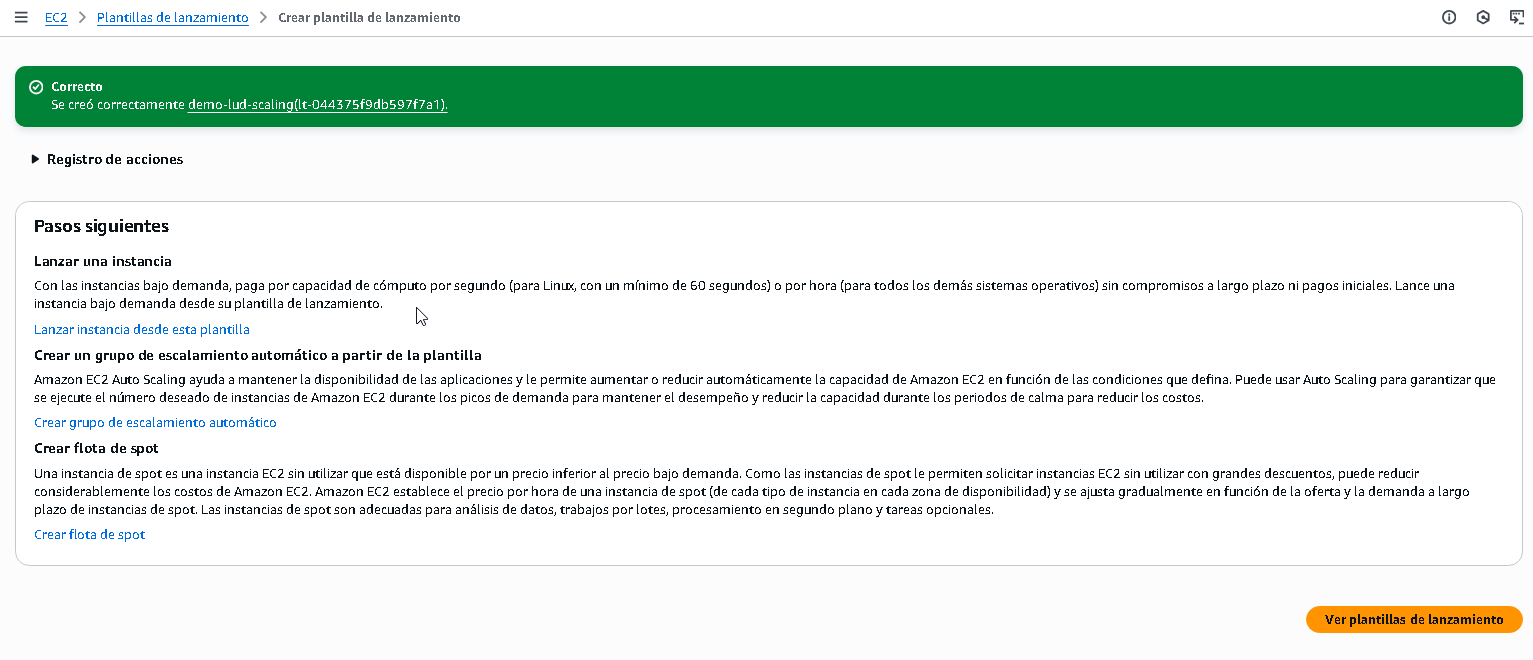 EC2 > Plantillas de lanzamiento > Crear plantilla de lanzamiento
Correcto
Se creó correctamente demo-lud-scaling(lt-044375f9db597f7a1).
Registro de acciones
Pasos siguientes
Lanzar una instancia
Con las instancias bajo demanda, paga por capacidad de cómputo por segundo (para Linux, con un mínimo de 60 segundos) o por hora (para todos los demás sistemas operativos) sin compromisos a largo plazo ni pagos iniciales. Lance una
instancia bajo demanda desde su plantilla de lanzamiento.
Lanzar instancia desde esta plantilla
Crear un grupo de escalamiento automático a partir de la plantilla
Amazon EC2 Auto Scaling ayuda a mantener la disponibilidad de las aplicaciones y le permite aumentar o reducir automáticamente la capacidad de Amazon EC2 en función de las condiciones que defina. Puede usar Auto Scaling para garantizar que
se ejecute el número deseado de instancias de Amazon EC2 durante los picos de demanda para mantener el desempeño y reducir la capacidad durante los periodos de calma para reducir los costos.
Crear grupo de escalamiento automático
Crear flota de spot
Una instancia de spot es una instancia EC2 sin utilizar que está disponible por un precio inferior al precio bajo demanda. Como las instancias de spot le permiten solicitar instancias EC2 sin utilizar con grandes descuentos, puede reducir
considerablemente los costos de Amazon EC2. Amazon EC2 establece el precio por hora de una instancia de spot (de cada tipo de instancia en cada zona de disponibilidad) y se ajusta gradualmente en función de la oferta y la demanda a largo
plazo de instancias de spot. Las instancias de spot son adecuadas para análisis de datos, trabajos por lotes, procesamiento en segundo plano y tareas opcionales.
Crear flota de spot
Ver plantillas de lanzamiento